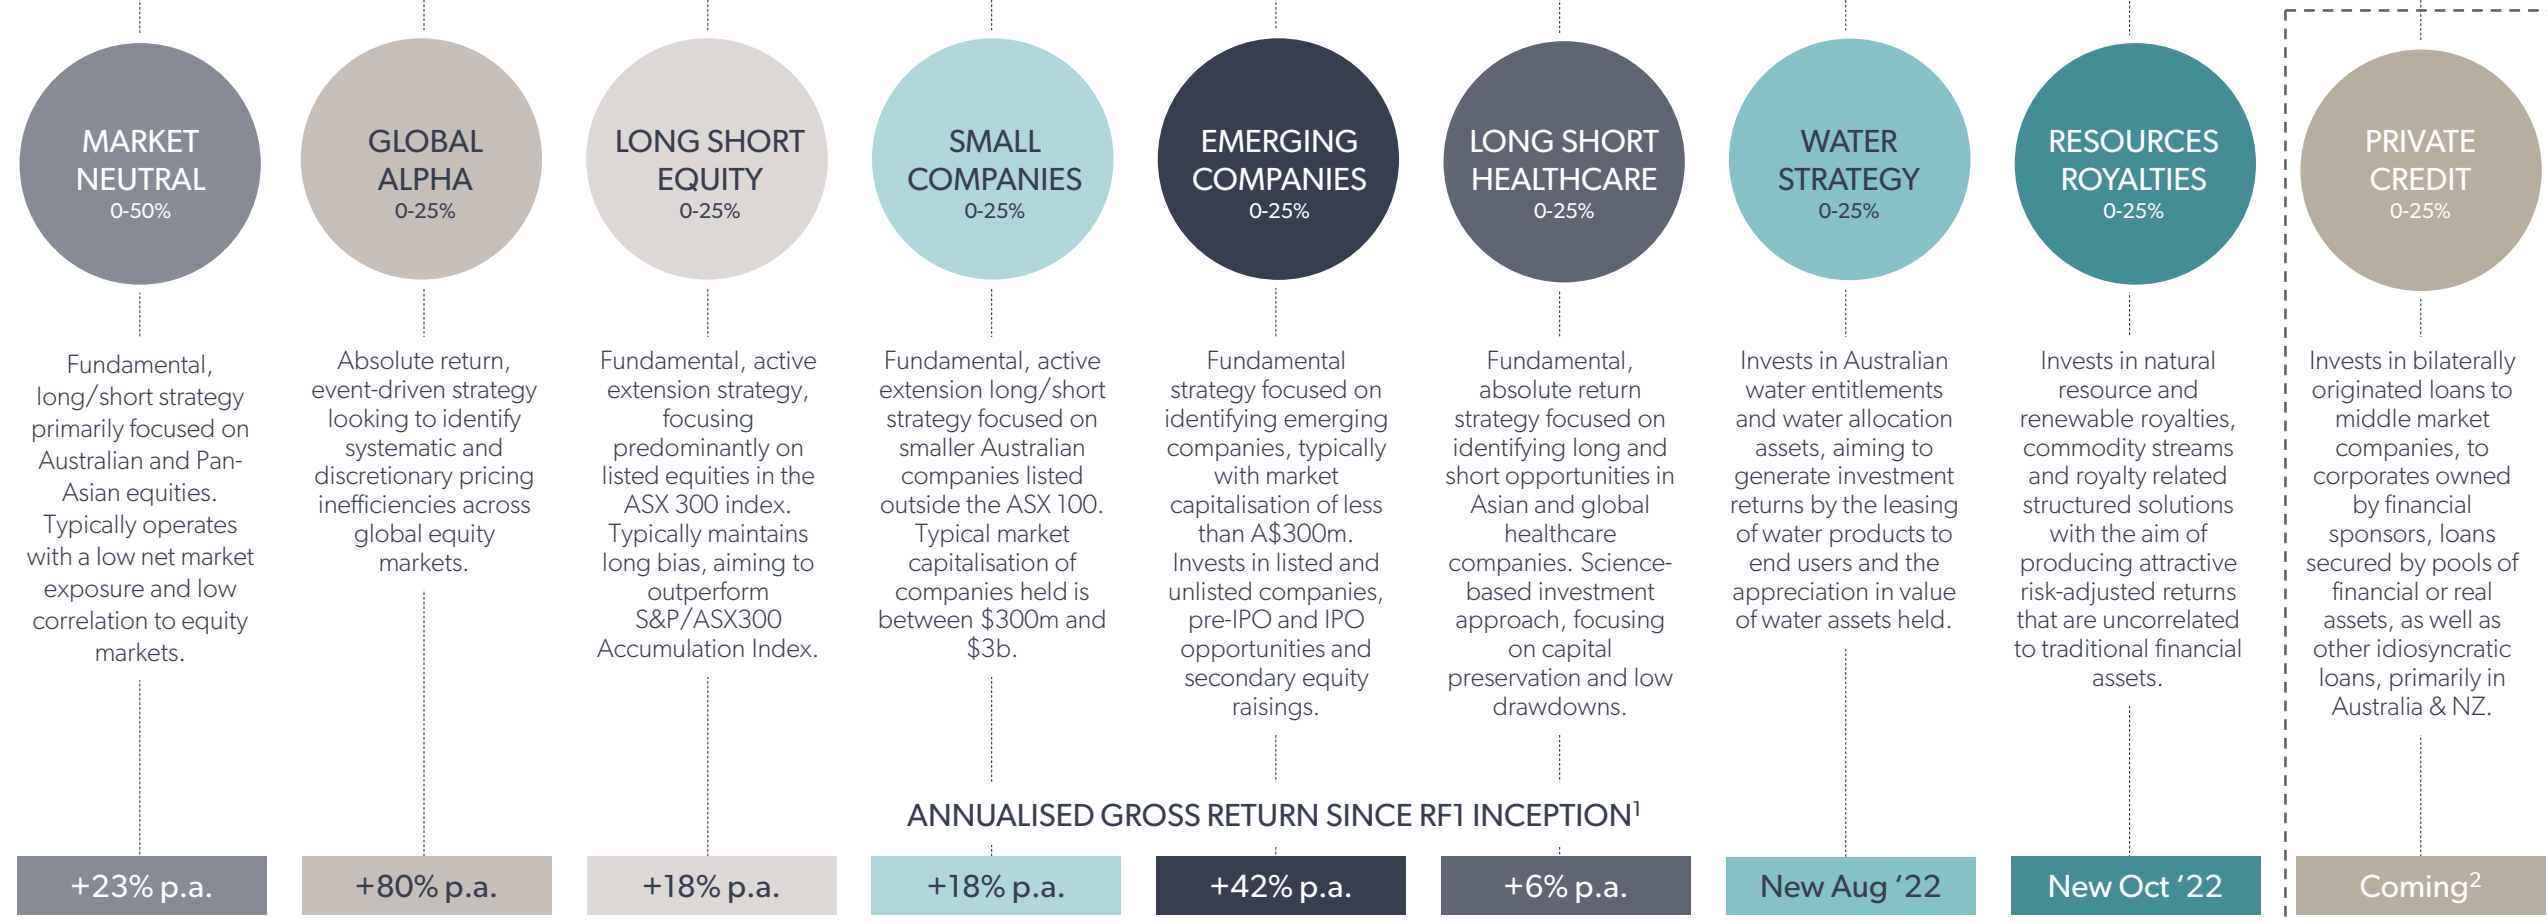 MARKET
NEUTRAL
0-50%
Fundamental,
long/short strategy
primarily focused on
Australian and Pan-
Asian equities.
Typically operates
with a low net market
exposure and low
correlation to equity
markets.
GLOBAL
ALPHA
0-25%
Absolute return,
event-driven strategy
looking to identify
systematic and
discretionary pricing
inefficiencies across
global equity
markets.
LONG SHORT
EQUITY
0-25%
Fundamental, active
extension strategy,
focusing
predominantly on
listed equities in the
ASX 300 index.
Typically maintains
long bias, aiming to
outperform
S&P/ASX300
Accumulation Index.
SMALL
COMPANIES
0-25%
Fundamental, active
extension long/short
strategy focused on
smaller Australian
companies listed
outside the ASX 100.
Typical market
capitalisation of
companies held is
between $300m and
$3b.
EMERGING
COMPANIES
0-25%
Fundamental
strategy focused on
identifying emerging
companies, typically
with market
capitalisation of less
than A$300m.
Invests in listed and
unlisted companies,
pre-IPO and IPO
opportunities and
secondary equity
raisings.
LONG SHORT
HEALTHCARE
0-25%
Fundamental,
absolute return
strategy focused on
identifying long and
short opportunities in
Asian and global
healthcare
companies. Science-
based investment
approach, focusing
on capital
preservation and low
drawdowns.
WATER
STRATEGY
0-25%
Invests in Australian
water entitlements
and water allocation
assets, aiming to
generate investment
returns by the leasing
of water products to
end users and the
appreciation in value
of water assets held.
RESOURCES
ROYALTIES
0-25%
Invests in natural
resource and
renewable royalties,
commodity streams
and royalty related
structured solutions
with the aim of
producing attractive
risk-adjusted returns
that are uncorrelated
to traditional financial
assets.
PRIVATE
CREDIT
0-25%
Invests in bilaterally
originated loans to
middle market
companies, to
corporates owned
by financial
sponsors, loans
secured by pools of
financial or real
assets, as well as
other idiosyncratic
loans, primarily in
Australia & NZ.
ANNUALISED GROSS RETURN SINCE RF1 INCEPTION¹
+23% p.a.
+80% p.a.
+18% p.a.
+18% p.a.
+42% p.a.
+6% p.a.
New Aug ‘22
New Oct ‘22
Coming²